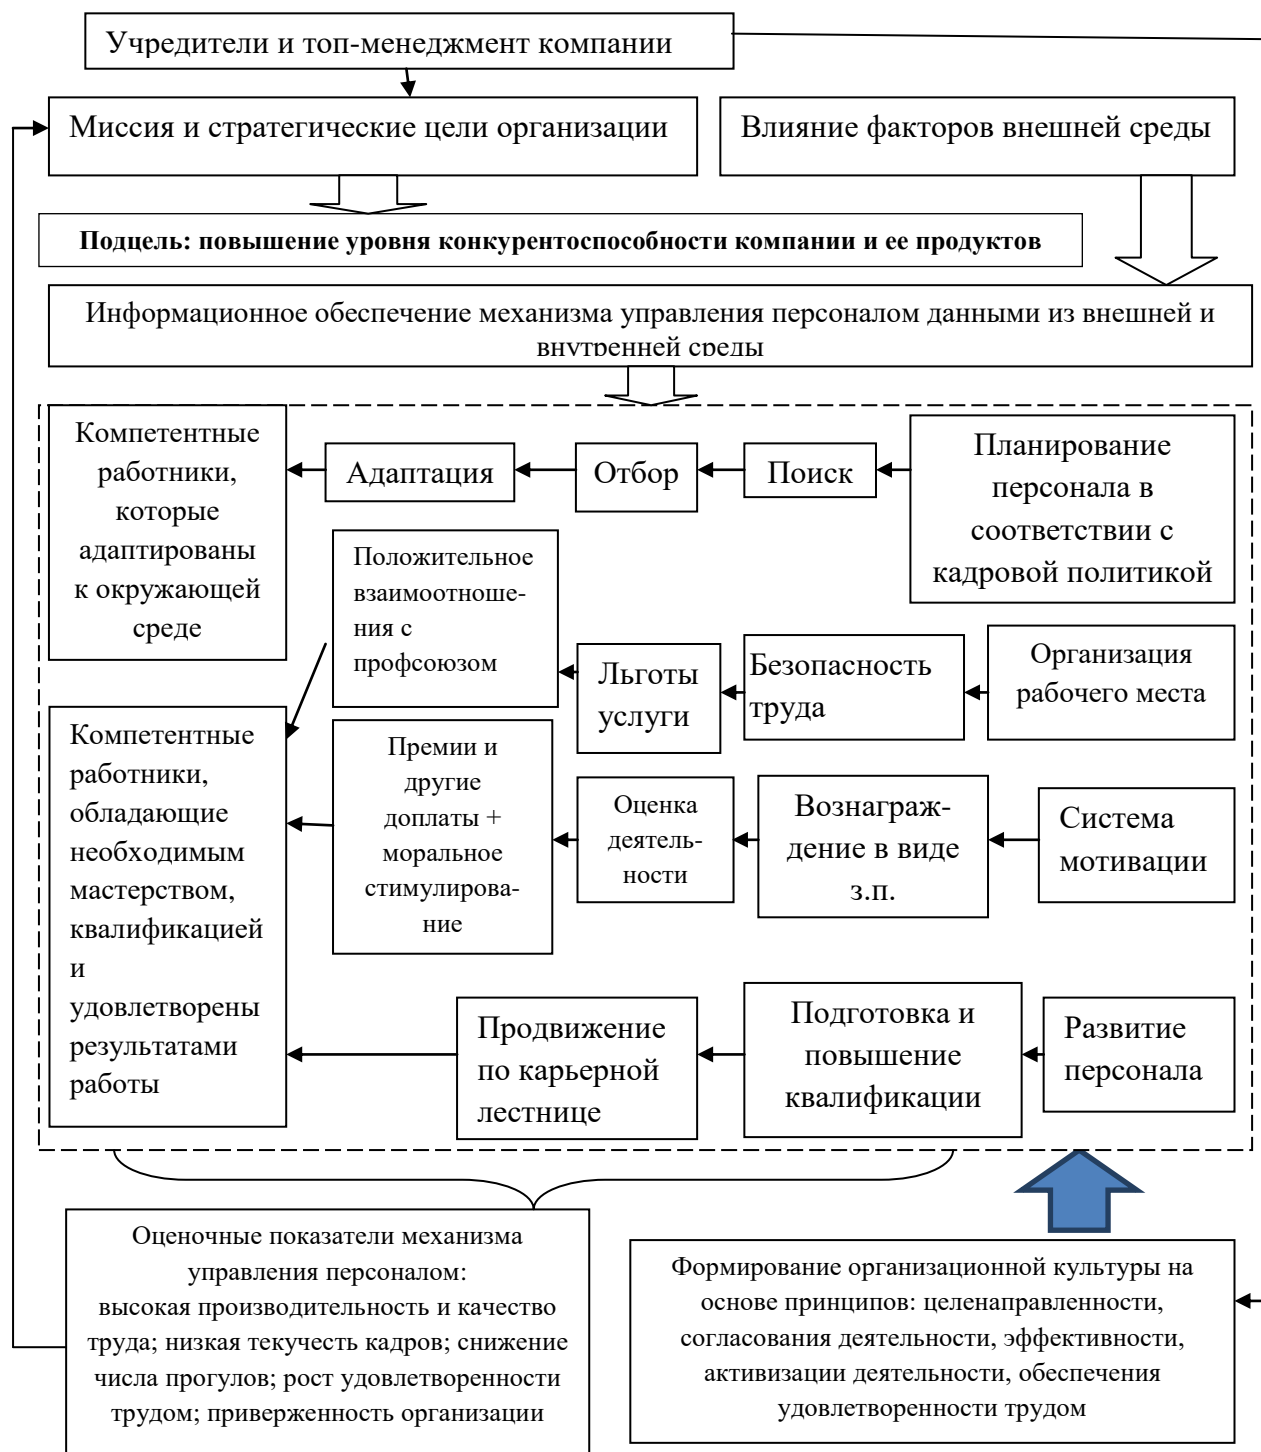 Учредители и топ-менеджмент компании
Миссия и стратегические цели организации
Влияние факторов внешней среды
Подцель: повышение уровня конкурентоспособности компании и ее продуктов
Информационное обеспечение механизма управления персоналом данными из внешней и
внутренней среды
Компетентные
работники,
которые
адаптированы
к окружающей
среде
Адаптация
Отбор
Поиск
Планирование
персонала в
соответствии с
кадровой политикой
Положительное
взаимоотноше-
ния с
профсоюзом
Льготы
услуги
Безопасность
труда
Организация
рабочего места
Компетентные
работники,
обладающие
необходимым
мастерством,
квалификацией
и
удовлетворены
результатами
работы
Премии и
другие
доплаты +
моральное
стимулирова-
ние
Оценка
деятель-
ности
Вознаграж-
дение в виде
з.п.
Система
мотивации
Продвижение
по карьерной
лестнице
Подготовка и
повышение
квалификации
Развитие
персонала
Оценочные показатели механизма
управления персоналом:
высокая производительность и качество
труда; низкая текучесть кадров; снижение
числа прогулов; рост удовлетворенности
трудом; приверженность организации
Формирование организационной культуры на
основе принципов: целенаправленности,
согласования деятельности, эффективности,
активизации деятельности, обеспечения
удовлетворенности трудом